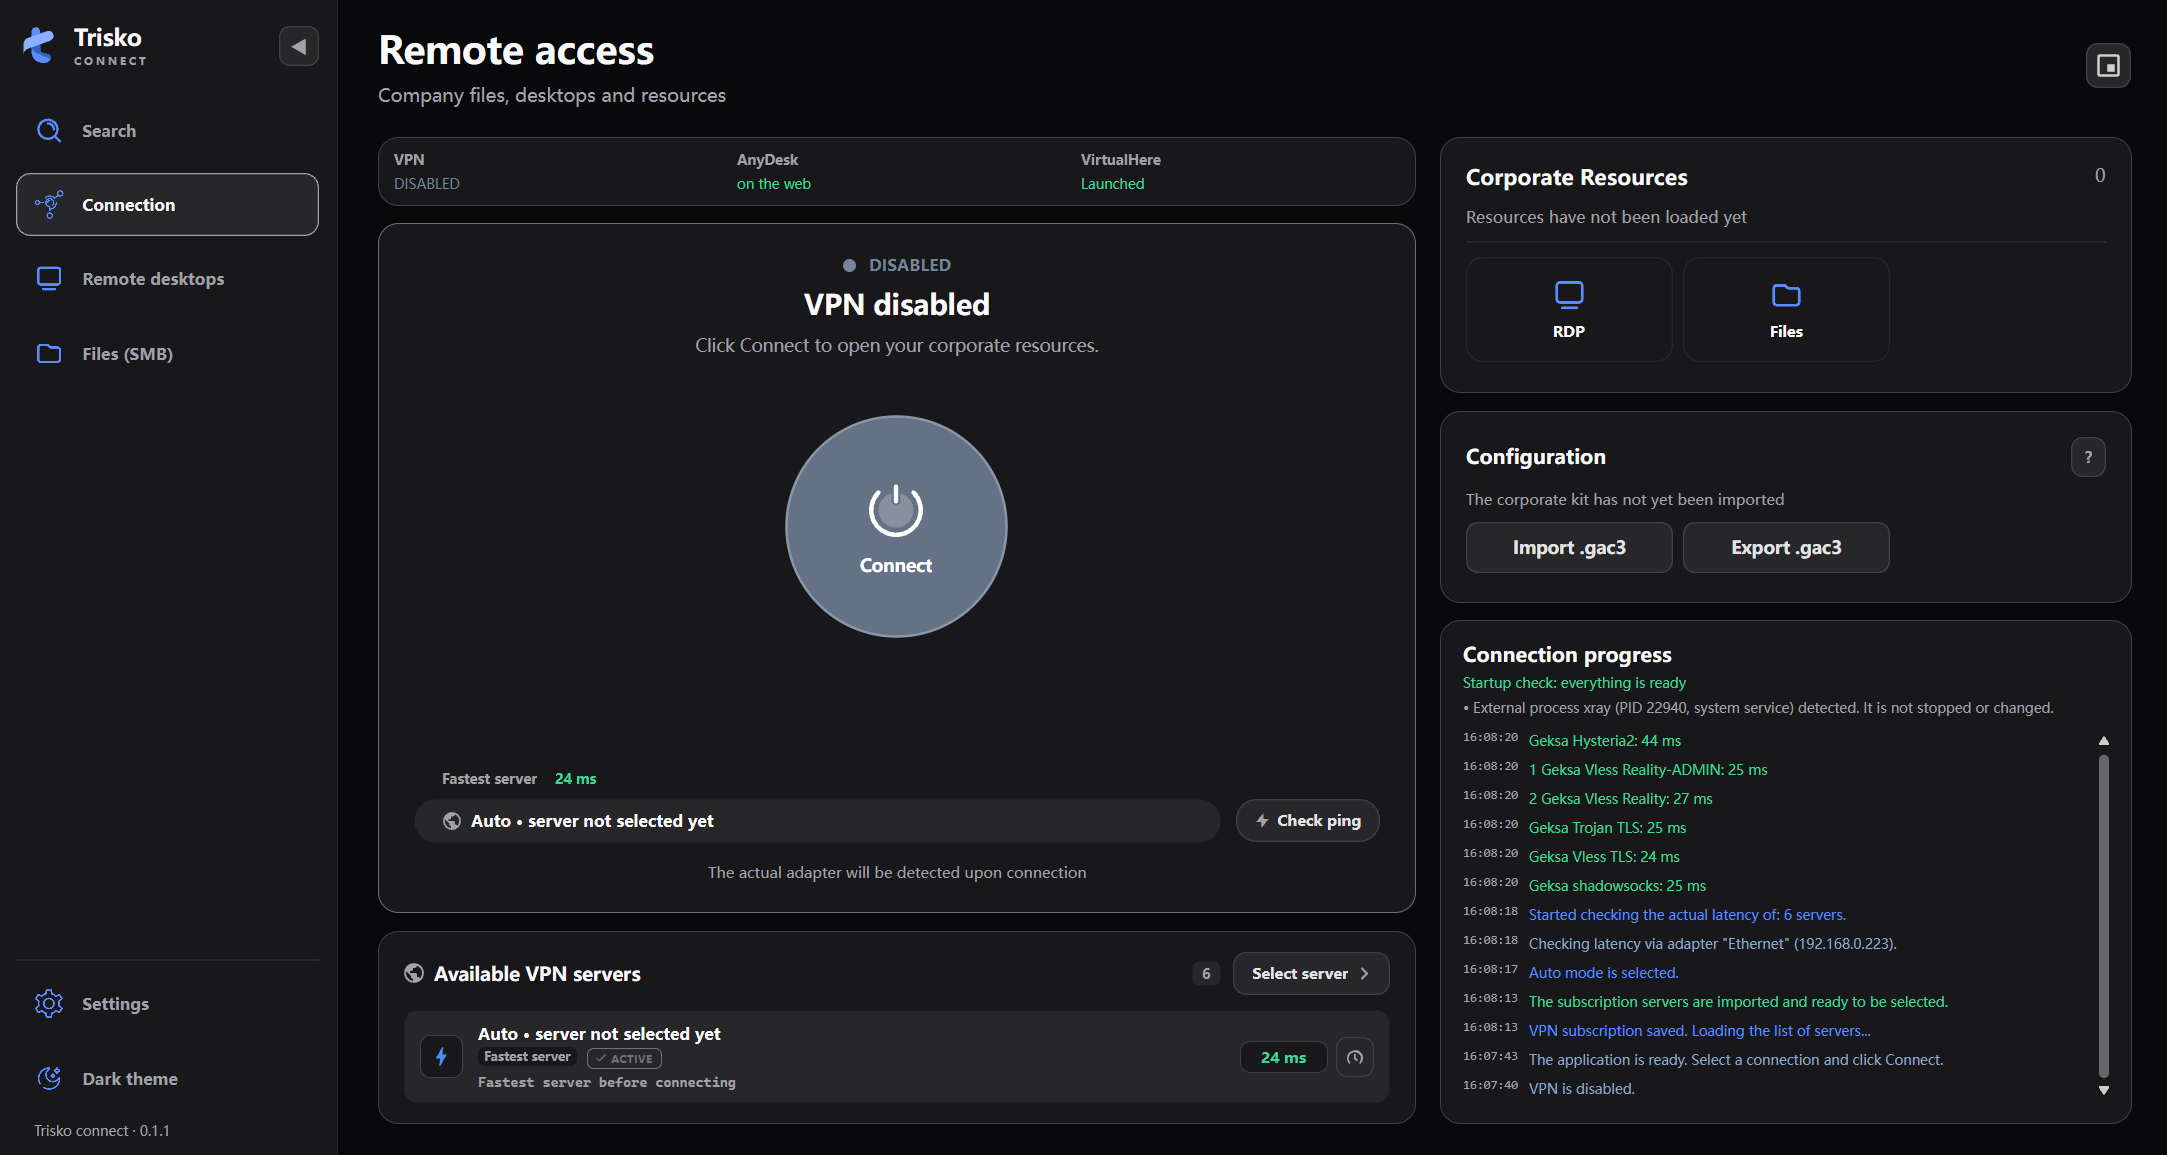 Trisko
CONNECT
Search
Connection
Remote desktops
Files (SMB)
Settings
Dark theme
Trisko connect · 0.1.1
Remote access
Company files, desktops and resources
VPN
DISABLED
AnyDesk
on the web
VirtualHere
Launched
DISABLED
VPN disabled
Click Connect to open your corporate resources.
Connect
Fastest server 24 ms
Auto • server not selected yet
Check ping
The actual adapter will be detected upon connection
Available VPN servers
6
Select server
Auto • server not selected yet
Fastest server
ACTIVE
Fastest server before connecting
24 ms
Corporate Resources
0
Resources have not been loaded yet
RDP
Files
Configuration
?
The corporate kit has not yet been imported
Import .gac3
Export .gac3
Connection progress
Startup check: everything is ready
• External process xray (PID 22940, system service) detected. It is not stopped or changed.
16:08:20 Geksa Hysteria2: 44 ms
16:08:20 1 Geksa Vless Reality-ADMIN: 25 ms
16:08:20 2 Geksa Vless Reality: 27 ms
16:08:20 Geksa Trojan TLS: 25 ms
16:08:20 Geksa Vless TLS: 24 ms
16:08:20 Geksa shadowsocks: 25 ms
16:08:18 Started checking the actual latency of: 6 servers.
16:08:18 Checking latency via adapter "Ethernet" (192.168.0.223).
16:08:17 Auto mode is selected.
16:08:13 The subscription servers are imported and ready to be selected.
16:08:13 VPN subscription saved. Loading the list of servers...
16:07:43 The application is ready. Select a connection and click Connect.
16:07:40 VPN is disabled.